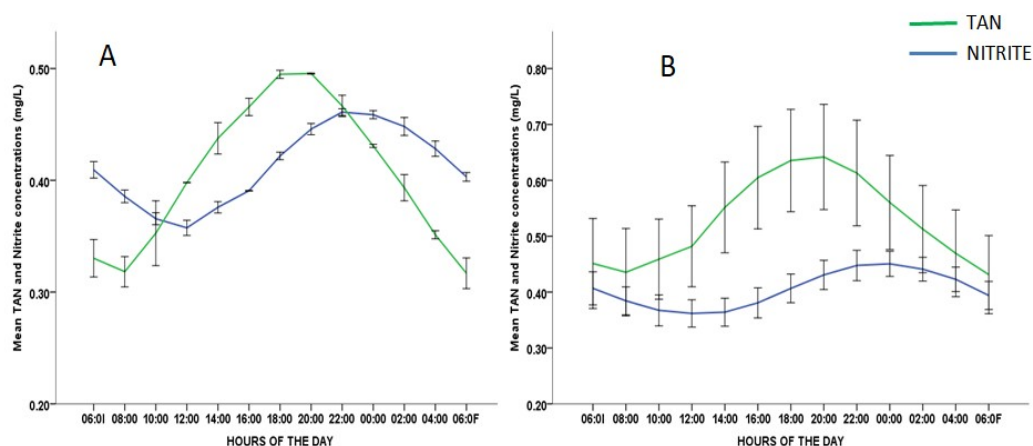 TAN
NITRITE
A
Mean TAN and Nitrite concentrations (mg/L)
0.50
0.40
0.30
0.20
06:0I 08:00 10:00 12:00 14:00 16:00 18:00 20:00 22:00 00:00 02:00 04:00 06:0F
HOURS OF THE DAY
B
Mean TAN and Nitrite concentrations (mg/L)
0.80
0.70
0.60
0.50
0.40
0.30
0.20
06:0I 08:00 10:00 12:00 14:00 16:00 18:00 20:00 22:00 00:00 02:00 04:00 06:0F
HOURS OF THE DAY